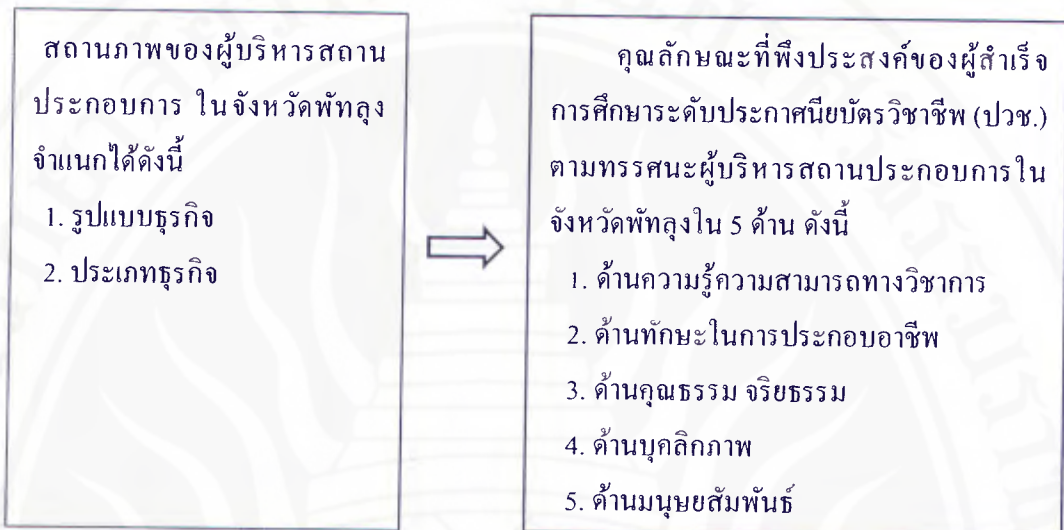 สถานภาพของผู้บริหารสถาน
ประกอบการ ในจังหวัดพัทลุง
จำแนกได้ดังนี้
1. รูปแบบธุรกิจ
2. ประเภทธุรกิจ
คุณลักษณะที่พึงประสงค์ของผู้สำเร็จ
การศึกษาระดับประกาศนียบัตรวิชาชีพ (ปวช.)
ตามทรรศนะผู้บริหารสถานประกอบการใน
จังหวัดพัทลุงใน 5 ด้าน ดังนี้
1. ด้านความรู้ความสามารถทางวิชาการ
2. ด้านทักษะในการประกอบอาชีพ
3. ด้านคุณธรรม จริยธรรม
4. ด้านบุคลิกภาพ
5. ด้านมนุษยสัมพันธ์